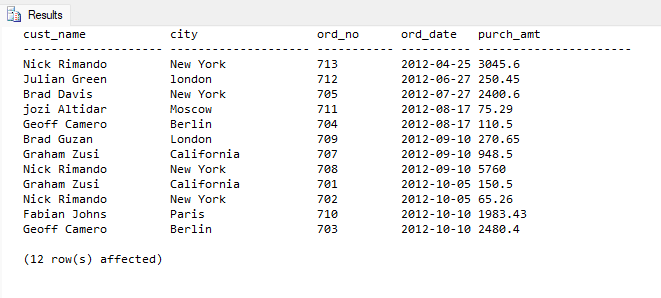 Results
cust_name city ord_no ord_date purch_amt
-------------------- -------------------- ----------- ---------- ----------------------
Nick Rimando New York 713 2012-04-25 3045.6
Julian Green london 712 2012-06-27 250.45
Brad Davis New York 705 2012-07-27 2400.6
jozi Altidar Moscow 711 2012-08-17 75.29
Geoff Camero Berlin 704 2012-08-17 110.5
Brad Guzan London 709 2012-09-10 270.65
Graham Zusi California 707 2012-09-10 948.5
Nick Rimando New York 708 2012-09-10 5760
Graham Zusi California 701 2012-10-05 150.5
Nick Rimando New York 702 2012-10-05 65.26
Fabian Johns Paris 710 2012-10-10 1983.43
Geoff Camero Berlin 703 2012-10-10 2480.4
(12 row(s) affected)